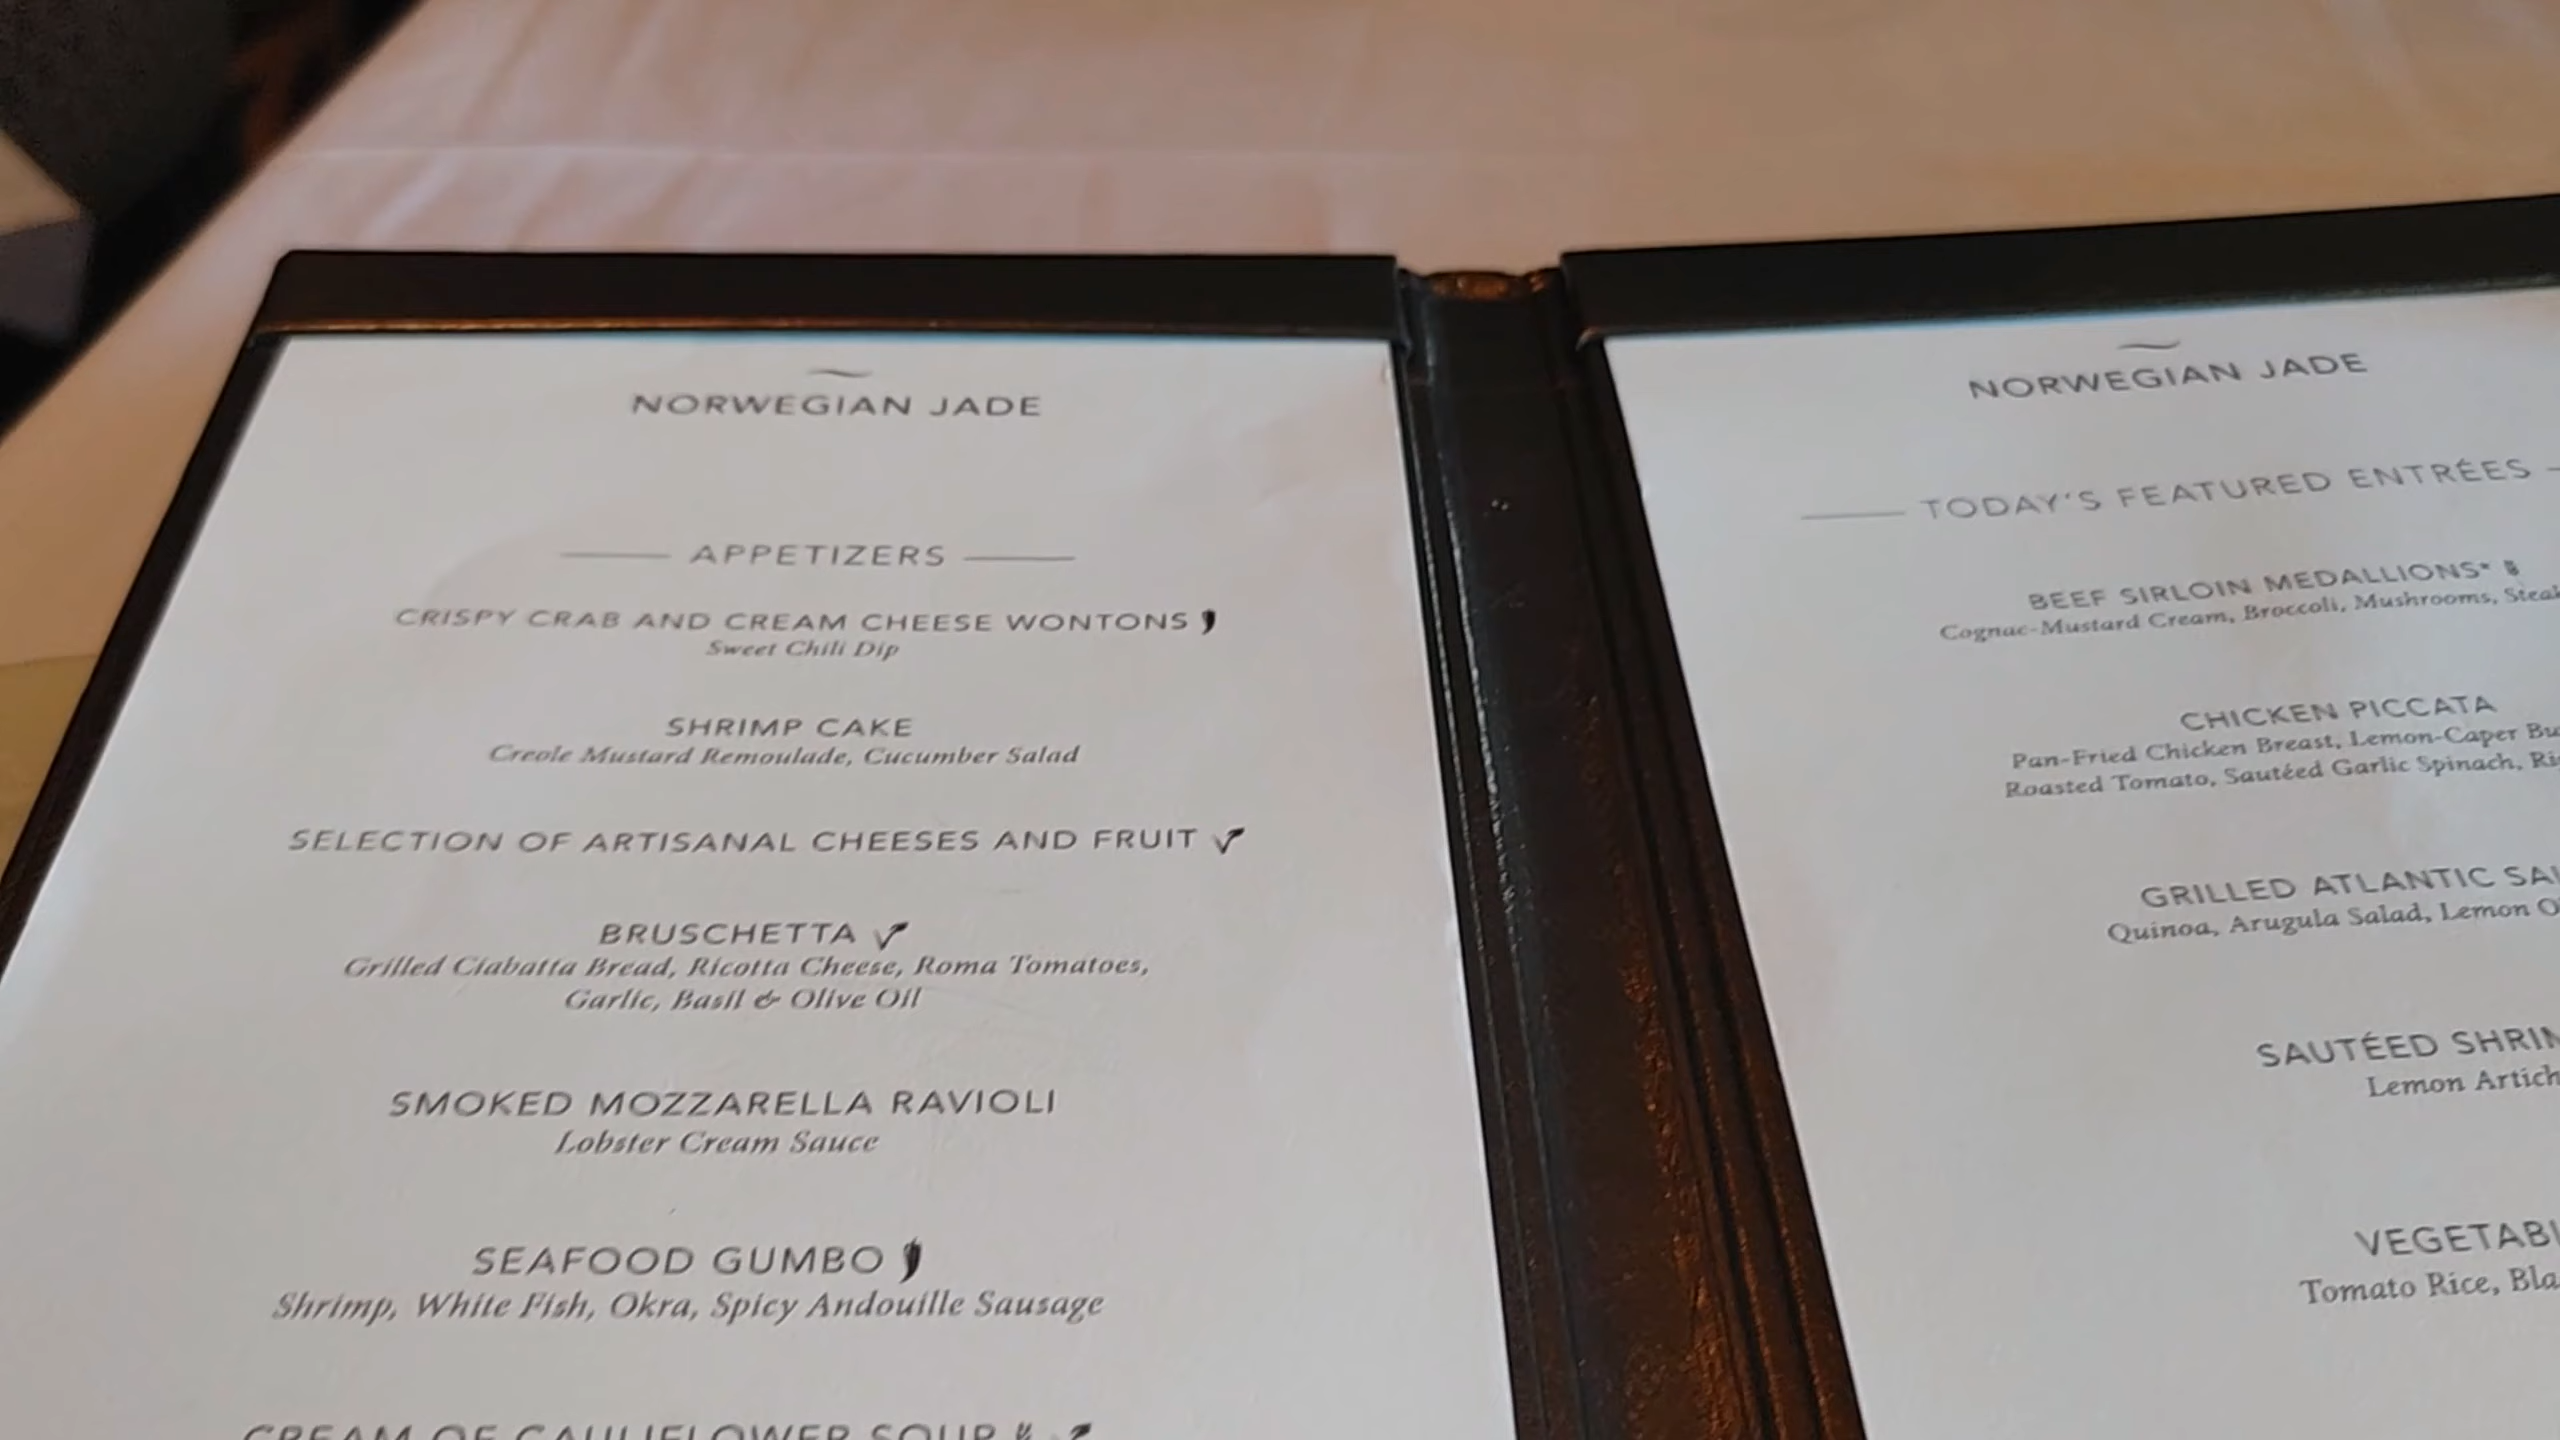 NORWEGIAN JADE
APPETIZERS
CRISPY CRAB AND CREAM CHEESE WONTONS
Sweet Chili Dip
SHRIMP CAKE
Creole Mustard Remoulade, Cucumber Salad
SELECTION OF ARTISANAL CHEESES AND FRUIT
BRUSCHETTA
Grilled Ciabatta Bread, Ricotta Cheese, Roma Tomatoes,
Garlic, Basil & Olive Oil
SMOKED MOZZARELLA RAVIOLI
Lobster Cream Sauce
SEAFOOD GUMBO
Shrimp, White Fish, Okra, Spicy Andouille Sausage
CREAM OF CAULIFLOWER SOUP
NORWEGIAN JADE
TODAY'S FEATURED ENTRÉES
BEEF SIRLOIN MEDALLIONS*
Cognac-Mustard Cream, Broccoli, Mushrooms,
CHICKEN PICCATA
Pan-Fried Chicken Breast, Lemon-Caper
Roasted Tomato, Sautéed Garlic Spinach,
GRILLED ATLANTIC
Quinoa, Arugula Salad, Lemon
SAUTÉED
Lemon
Tomato Rice,